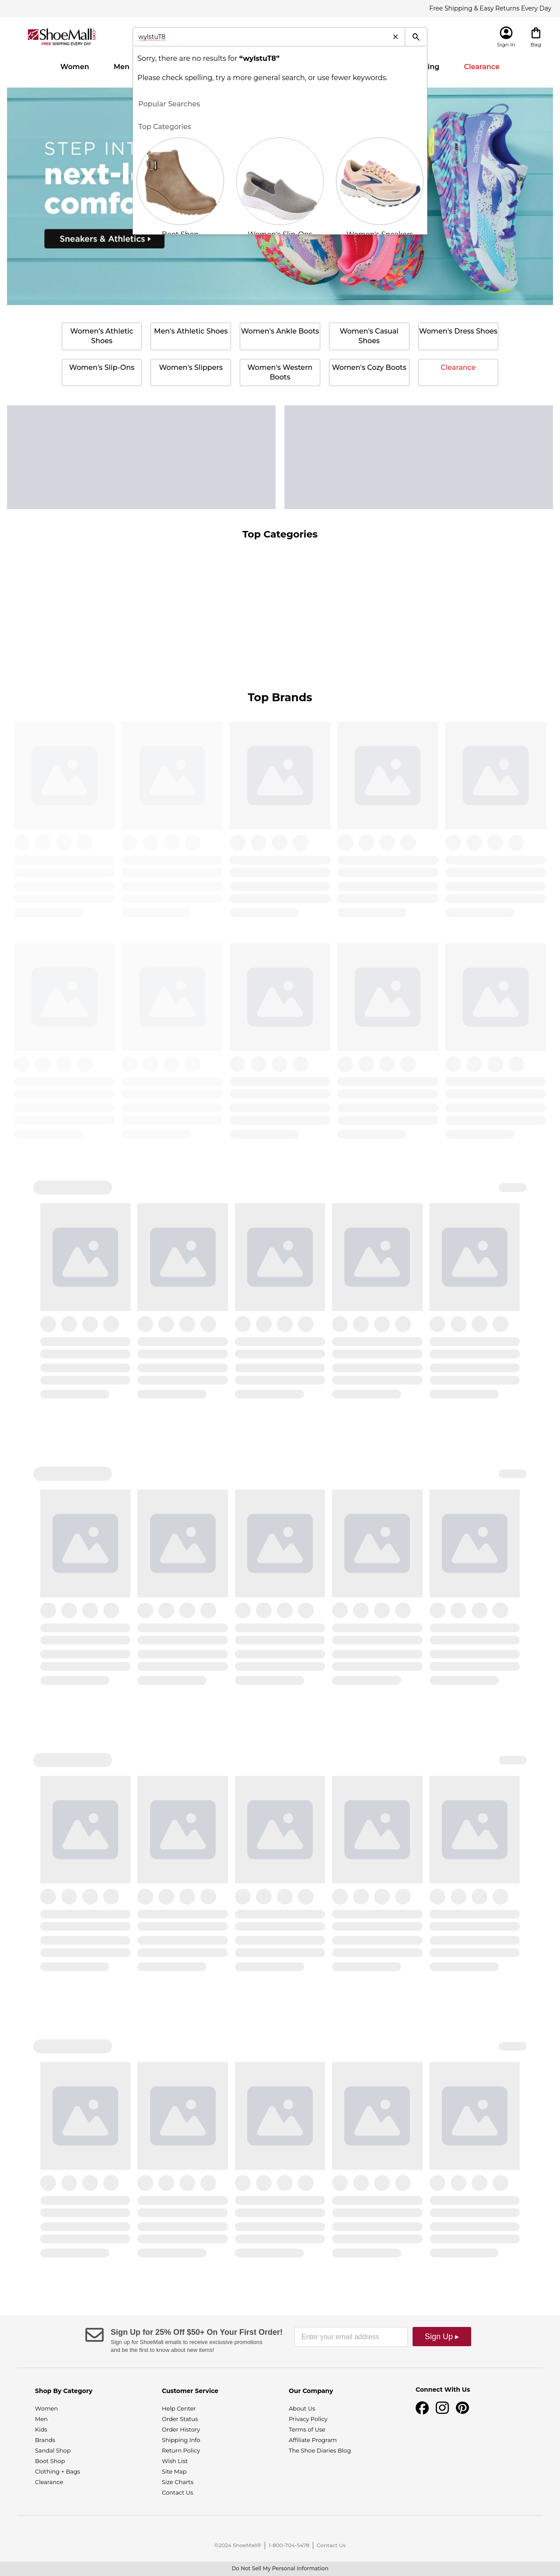 Free Shipping & Easy Returns Every Day
ShoeMall
FREE SHIPPING EVERY DAY
wylstuT8
Sign In
Bag
Sorry, there are no results for “wylstuT8”
Please check spelling, try a more general search, or use fewer keywords.
Popular Searches
Top Categories
Boot Shop
Women's Slip-Ons
Women's Sneakers
Women
Men
Clearance
STEP INT
next-l
comfo
Sneakers & Athletics
Women's Athletic
Shoes
Men's Athletic Shoes
Women's Ankle Boots
Women's Casual
Shoes
Women's Dress Shoes
Women's Slip-Ons
Women's Slippers
Women's Western
Boots
Women's Cozy Boots
Clearance
Top Categories
Top Brands
Sign Up for 25% Off $50+ On Your First Order!
Sign up for ShoeMall emails to receive exclusive promotions
and be the first to know about new items!
Enter your email address
Sign Up ▸
Shop By Category
Women
Men
Kids
Brands
Sandal Shop
Boot Shop
Clothing + Bags
Clearance
Customer Service
Help Center
Order Status
Order History
Shipping Info
Return Policy
Wish List
Site Map
Size Charts
Contact Us
Our Company
About Us
Privacy Policy
Terms of Use
Affiliate Program
The Shoe Diaries Blog
Connect With Us
©2024 ShoeMall® | 1-800-704-5478 | Contact Us
Do Not Sell My Personal Information